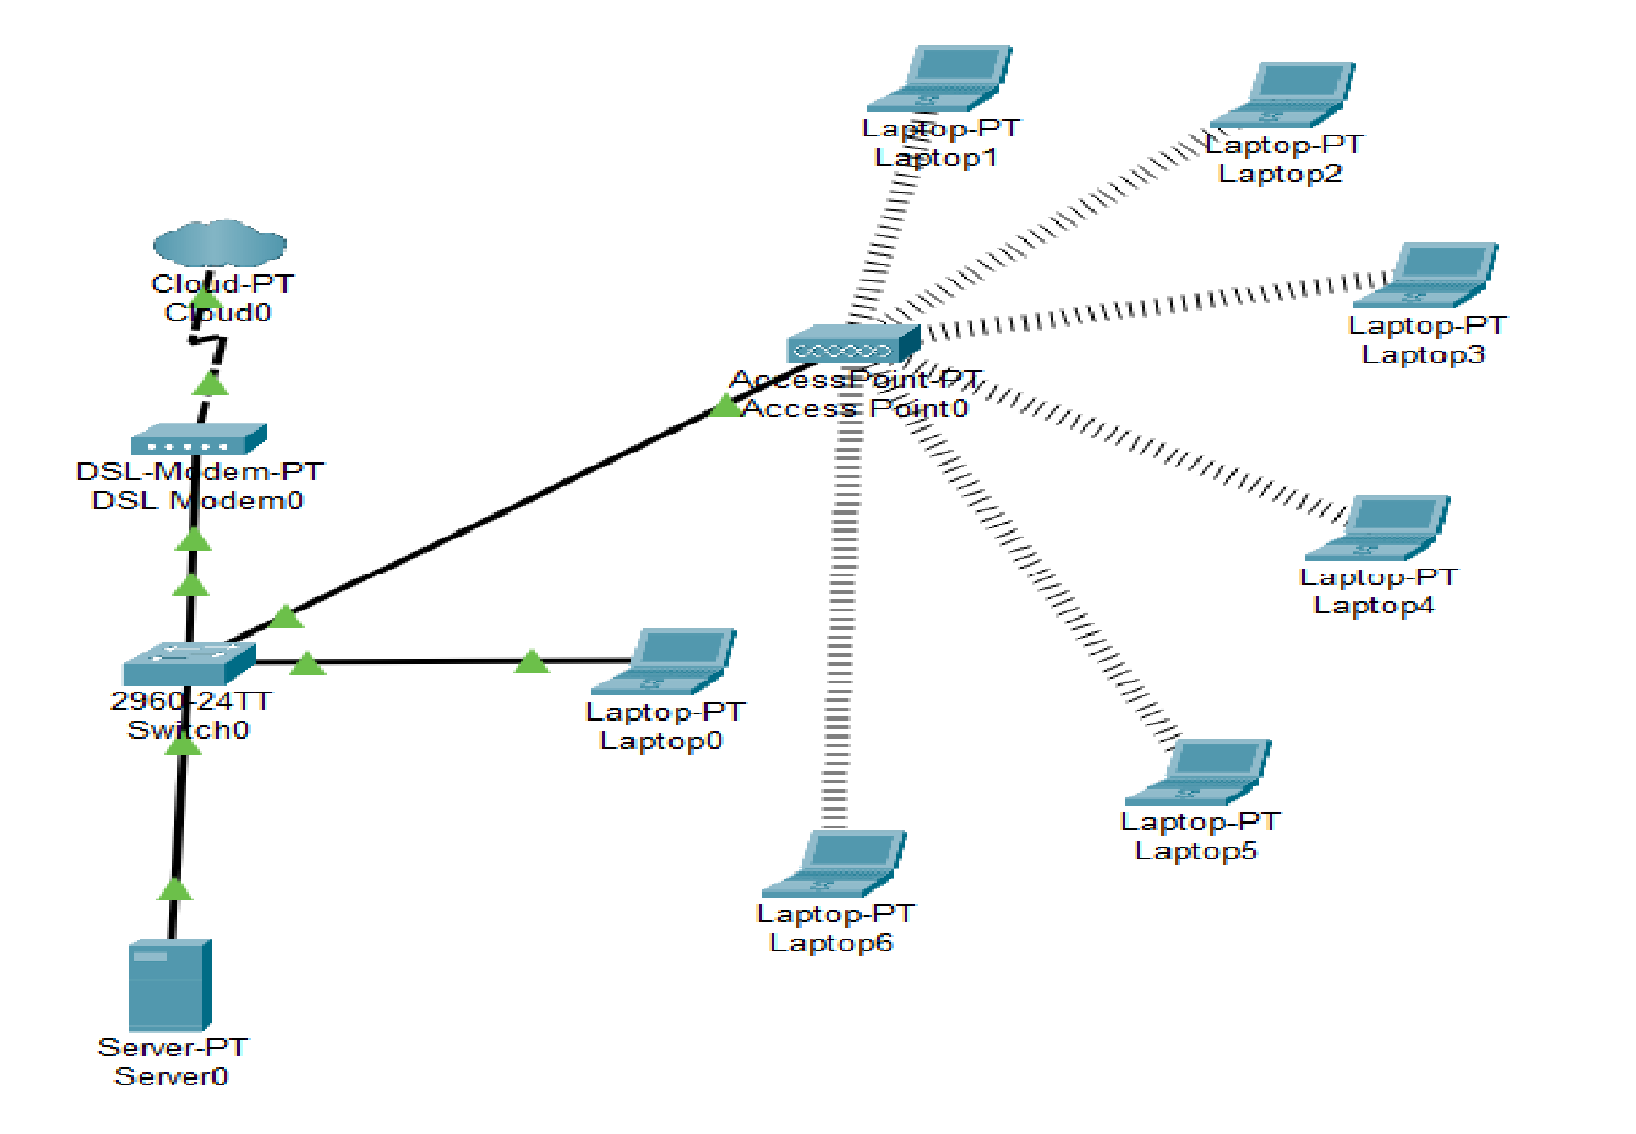 Laptop-PT
Laptop1
Laptop-PT
Laptop2
Cloud-PT
Cloud0
Laptop-PT
Laptop3
AccessPoint-PT
Access Point0
DSL-Modem-PT
DSL Modem0
Laptop-PT
Laptop4
2960-24TT
Switch0
Laptop-PT
Laptop0
Laptop-PT
Laptop5
Laptop-PT
Laptop6
Server-PT
Server0